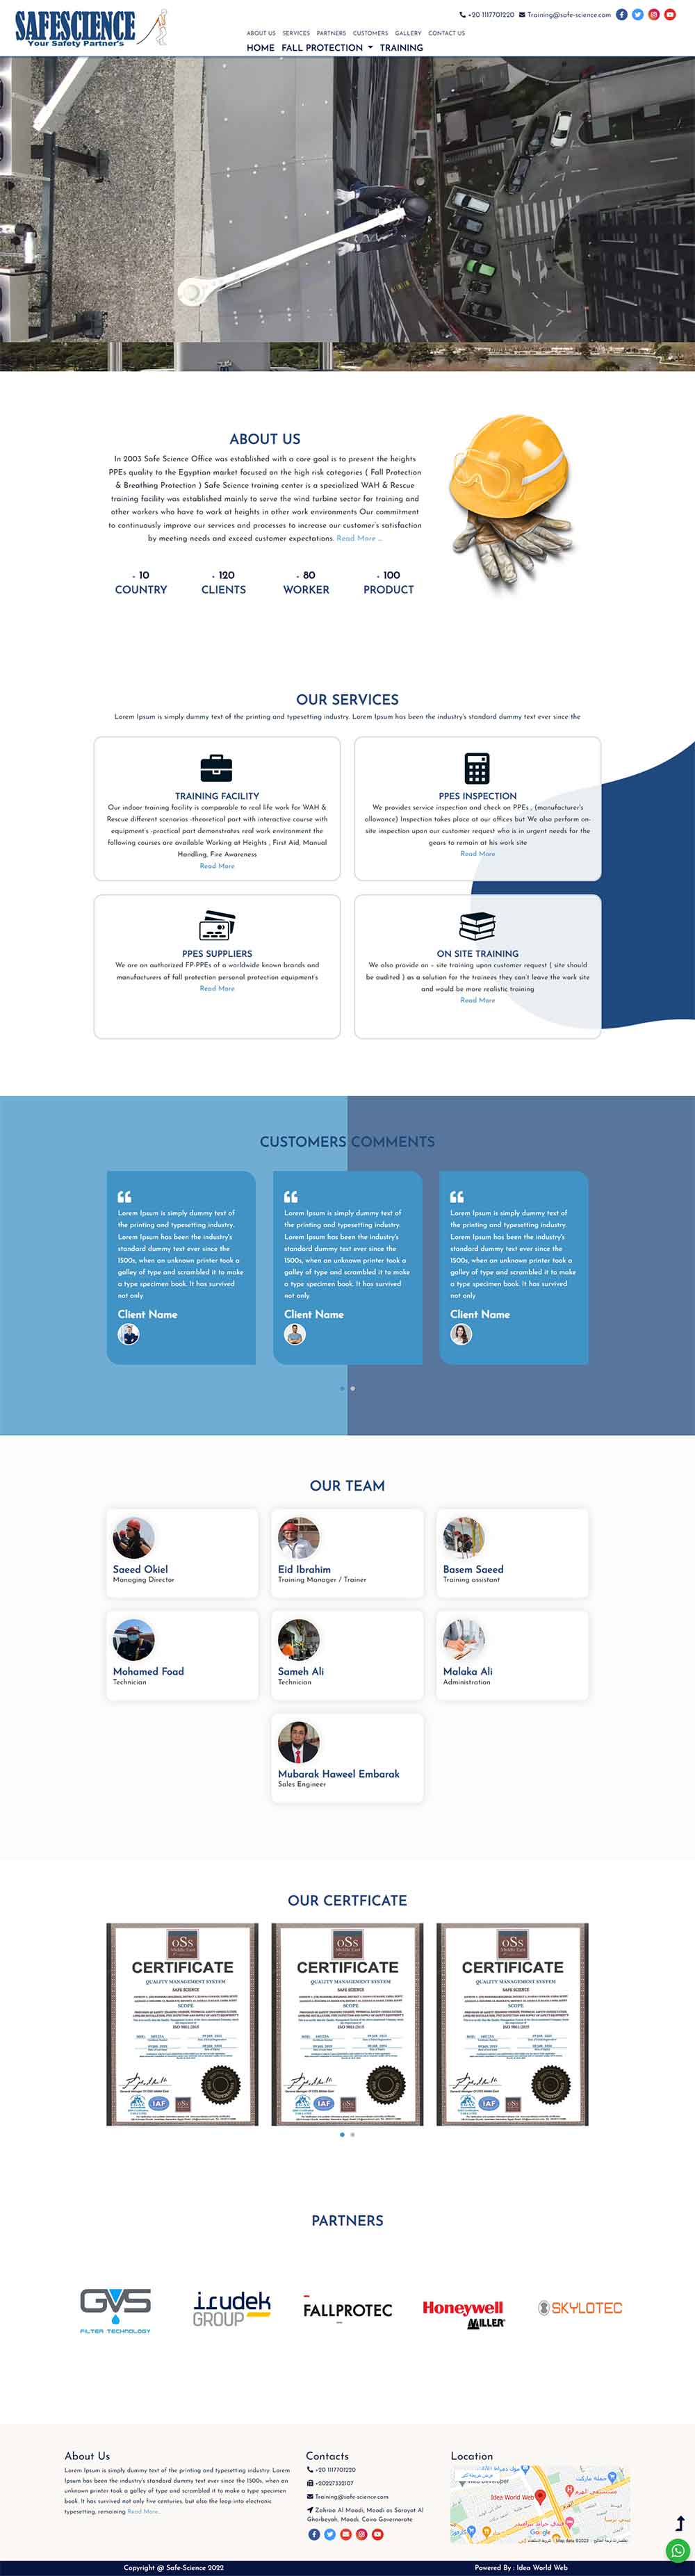 SAFESCIENCE
Your Safety Partner's
+20 1117701220 Training@safe-science.com
ABOUT US SERVICES PARTNERS CUSTOMERS GALLERY CONTACT US
HOME FALL PROTECTION TRAINING
ABOUT US
In 2003 Safe Science Office was established with a core goal is to present the heights
PPEs quality to the Egyption market focused on the high risk categories ( Fall Protection
& Breathing Protection ) Safe Science training center is a specialized WAH & Rescue
training facility was established mainly to serve the wind turbine sector for training and
other workers who have to work at heights in other work environments Our commitment
to continuously improve our services and processes to increase our customer's satisfaction
by meeting needs and exceed customer expectations. Read More ..
+ 10
COUNTRY
+ 120
CLIENTS
+ 80
WORKER
+ 100
PRODUCT
OUR SERVICES
Lorem Ipsum is simply dummy text of the printing and typesetting industry. Lorem Ipsum has been the industry's standard dummy text ever since the
TRAINING FACILITY
Our indoor training facility is comparable to real life work for WAH &
Rescue different scenarios -theoretical part with interactive course with
equipment's -practical part demonstrates real work environment the
following courses are available Working at Heights , First Aid, Manual
Handling, Fire Awareness
Read More
PPES INSPECTION
We provides service inspection and check on PPEs , (manufacturer's
allowance) Inspection takes place at our offices but We also perform on-
site inspection upon our customer request who is in urgent needs for the
gears to remain at his work site
Read More
PPES SUPPLIERS
We are an authorized FP-PPEs of a worldwide known brands and
manufacturers of fall protection personal protection equipment's
Read More
ON SITE TRAINING
We also provide on - site training upon customer request ( site should
be audited ) as a solution for the trainees they can't leave the work site
and would be more realistic training
Read More
CUSTOMERS COMMENTS
Lorem Ipsum is simply dummy text of
the printing and typesetting industry.
Lorem Ipsum has been the industry's
standard dummy text ever since the
1500s, when an unknown printer took a
galley of type and scrambled it to make
a type specimen book. It has survived
not only
Client Name
Lorem Ipsum is simply dummy text of
the printing and typesetting industry.
Lorem Ipsum has been the industry's
standard dummy text ever since the
1500s, when an unknown printer took a
galley of type and scrambled it to make
a type specimen book. It has survived
not only
Client Name
Lorem Ipsum is simply dummy text of
the printing and typesetting industry.
Lorem Ipsum has been the industry's
standard dummy text ever since the
1500s, when an unknown printer took a
galley of type and scrambled it to make
a type specimen book. It has survived
not only
Client Name
OUR TEAM
Saeed Okiel
Managing Director
Eid Ibrahim
Training Manager / Trainer
Basem Saeed
Training assistant
Mohamed Foad
Technician
Sameh Ali
Technician
Malaka Ali
Administration
Mubarak Haweel Embarak
Sales Engineer
OUR CERTFICATE
oSs
Middle East
CERTIFICATE
QUALITY MANAGEMENT SYSTEM
SAFE SCIENCE
SCOPE
ISO 9001:2015
IAF
oSs
Middle East
CERTIFICATE
QUALITY MANAGEMENT SYSTEM
SAFE SCIENCE
SCOPE
ISO 9001:2015
IAF
oSs
Middle East
CERTIFICATE
QUALITY MANAGEMENT SYSTEM
SAFE SCIENCE
SCOPE
ISO 9001:2015
IAF
PARTNERS
GVS
FILTER TECHNOLOGY
irudek
GROUP
FALLPROTEC
Honeywell
MILLER
SKYLOTEC
About Us
Lorem Ipsum is simply dummy text of the printing and typesetting industry. Lorem
Ipsum has been the industry's standard dummy text ever since the 1500s, when an
unknown printer took a galley of type and scrambled it to make a type specimen
book. It has survived not only five centuries, but also the leap into electronic
typesetting, remaining Read More..
Contacts
+20 1117701220
+20227332107
Training@safe-science.com
Zahraa Al Maadi, Maadi as Sarayat Al
Gharbeyah, Maadi, Cairo Governorate
Location
Idea World Web
Google
Copyright @ Safe-Science 2022
Powered By : Idea World Web